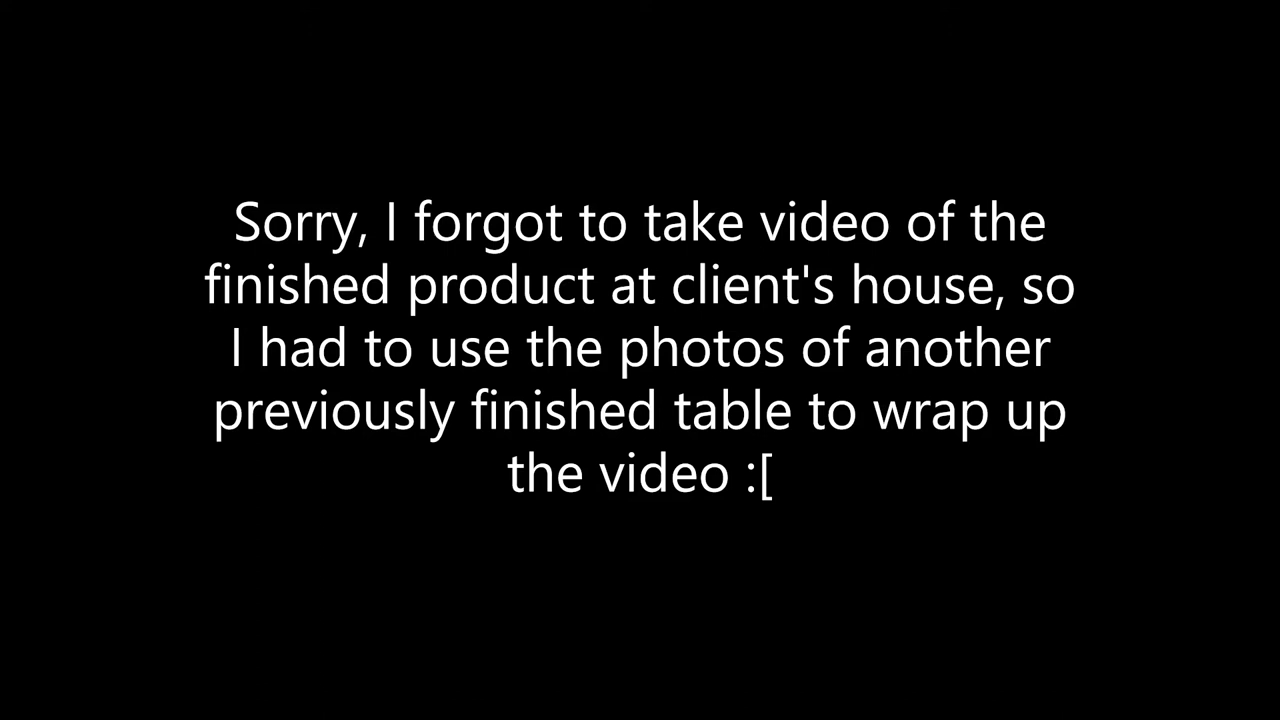 Sorry, I forgot to take video of the
finished product at client's house, so
I had to use the photos of another
previously finished table to wrap up
the video :[